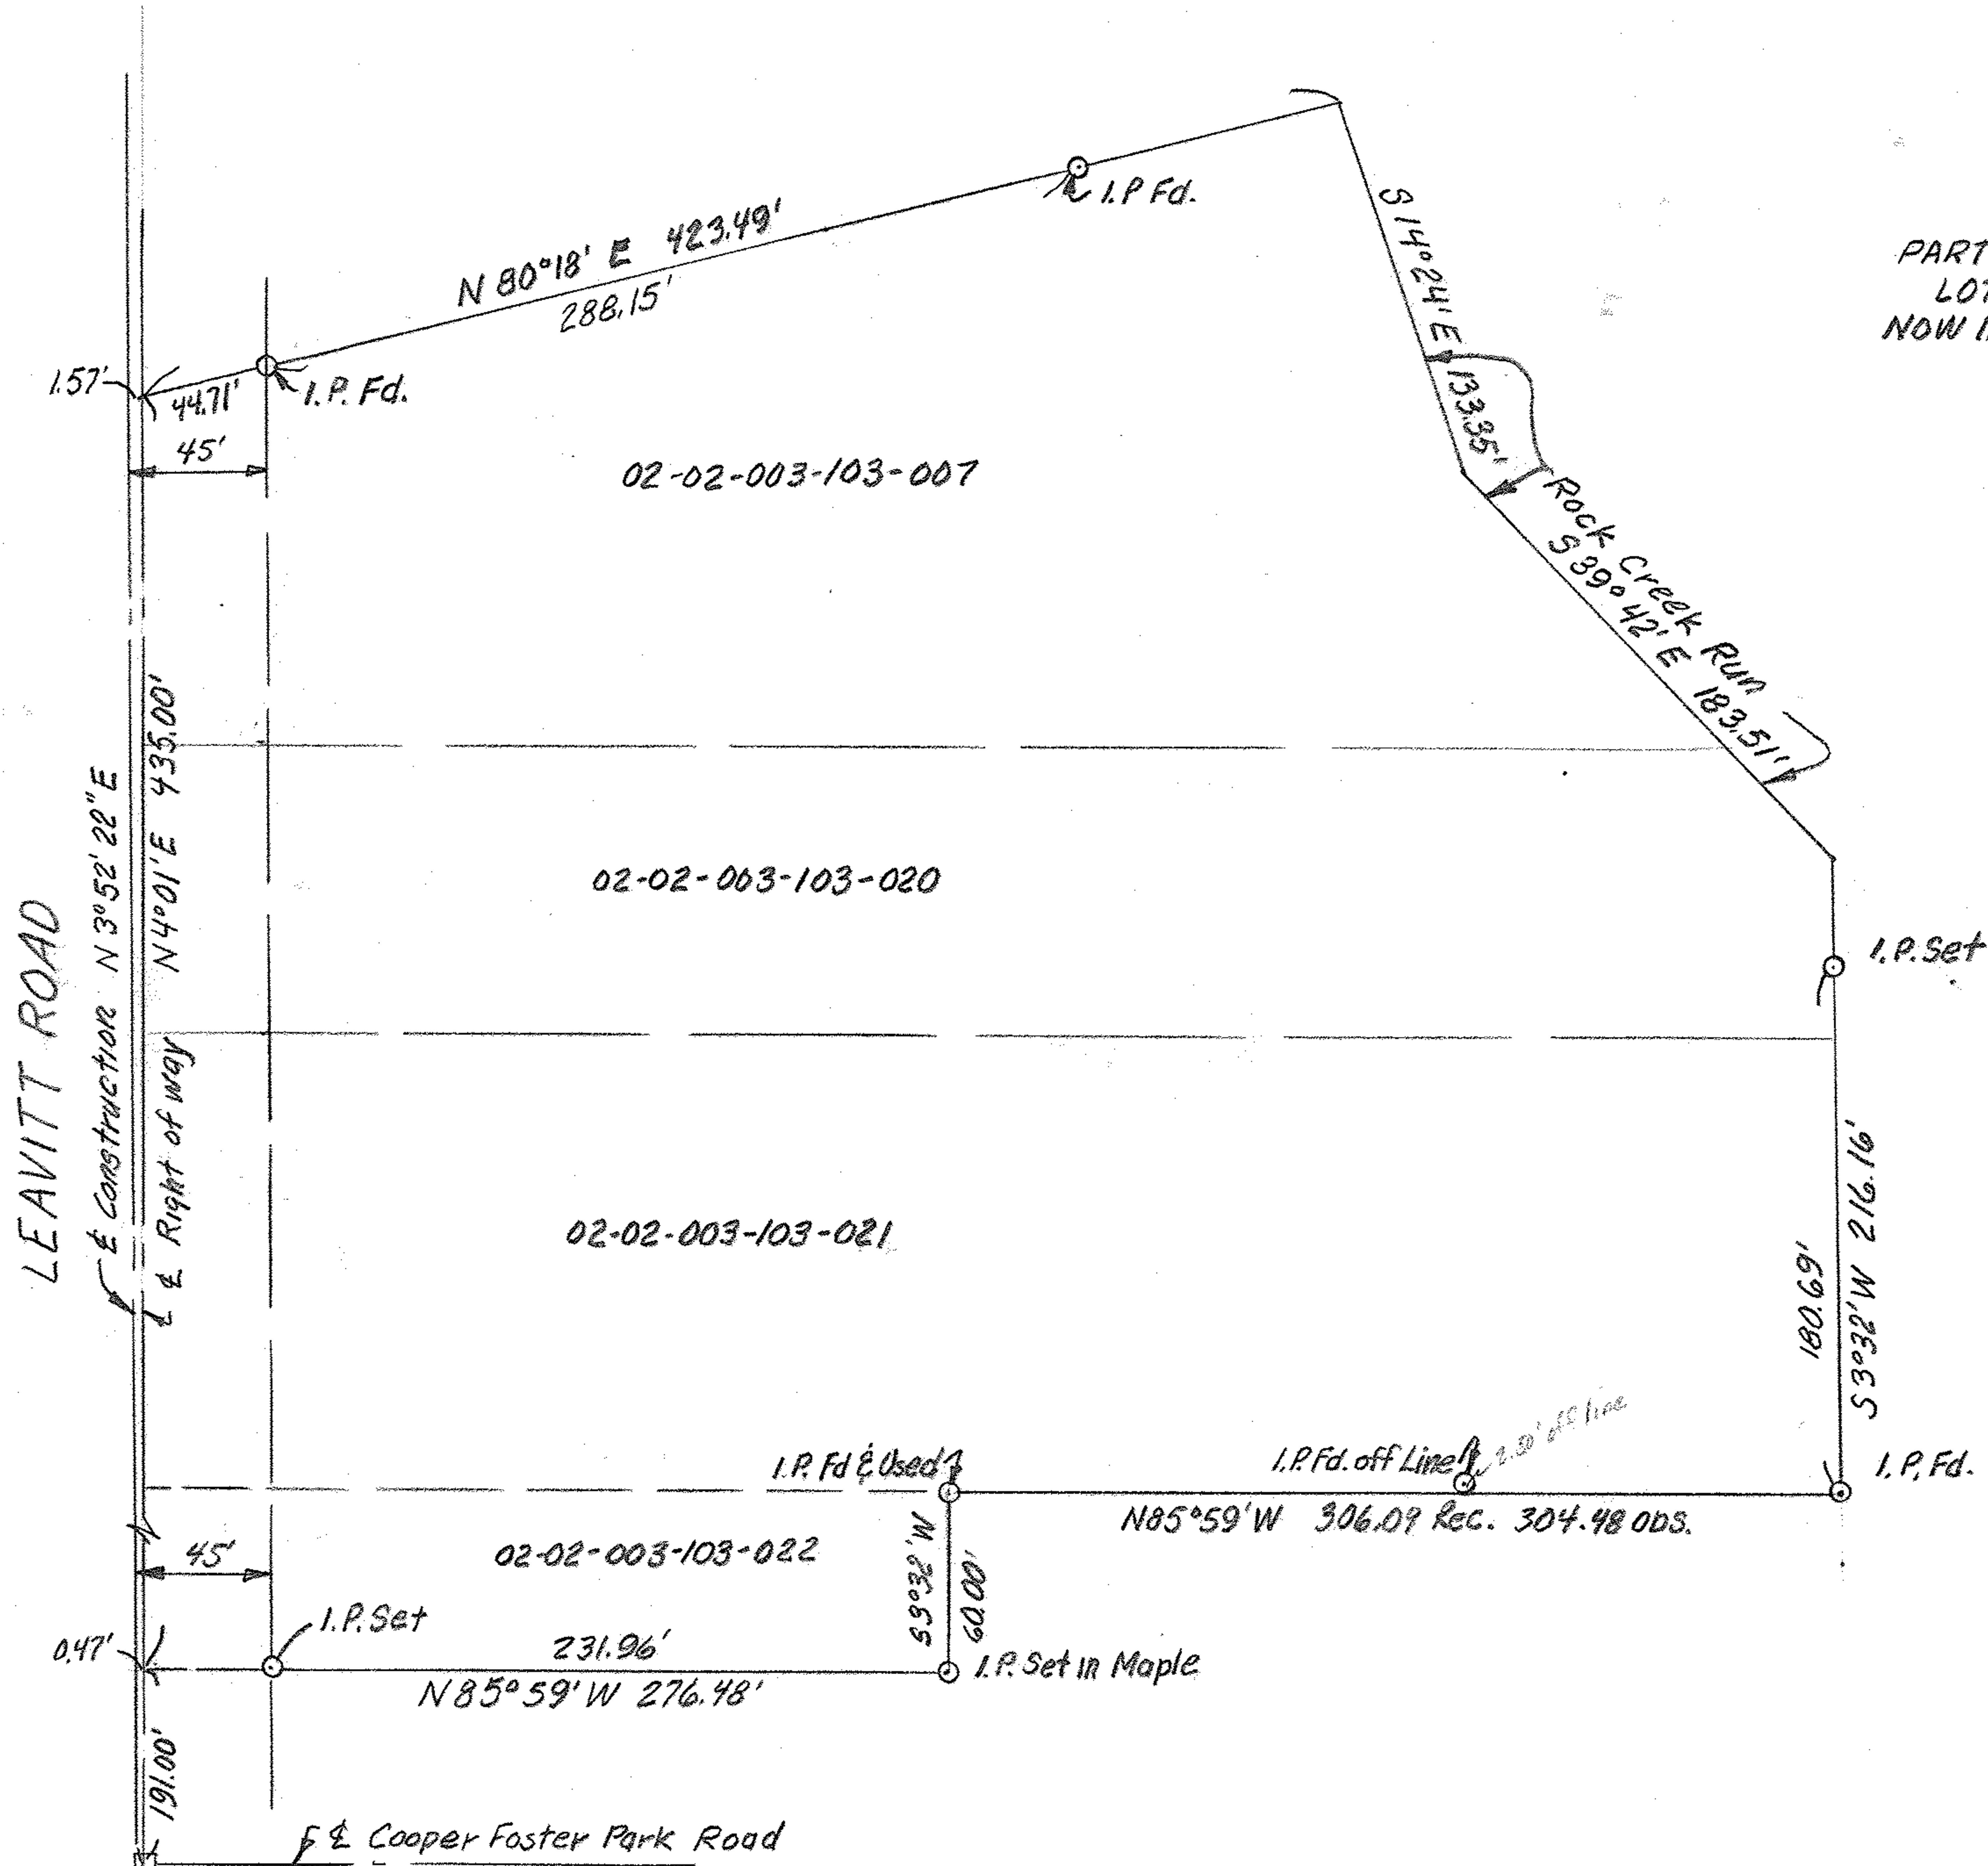 N 80°18' E 423.49'
288.15'
I.P Fd.
S 14°24' E 133.35'
PART
LOT
NOW I
1.57'
44.71'
I.P. Fd.
45'
02-02-003-103-007
Rock Creek Run
S 39° 42' E 183.51'
LEAVITT ROAD
℄ Construction N 3°52' 22" E
N 4°01' E 435.00'
℄ Right of way
02-02-003-103-020
I.P. Set
02-02-003-103-021
180.69'
S 3°32' W 216.16'
I.P. Fd & Used
I.P. Fd. off Line
off line
I.P. Fd.
N 85°59' W 306.09 Rec. 304.48 obs.
45'
02-02-003-103-022
S 3°32' W
60.00'
0.47'
I.P. Set
231.96'
N 85° 59' W 276.48'
I.P. Set in Maple
191.00'
℄ Cooper Foster Park Road